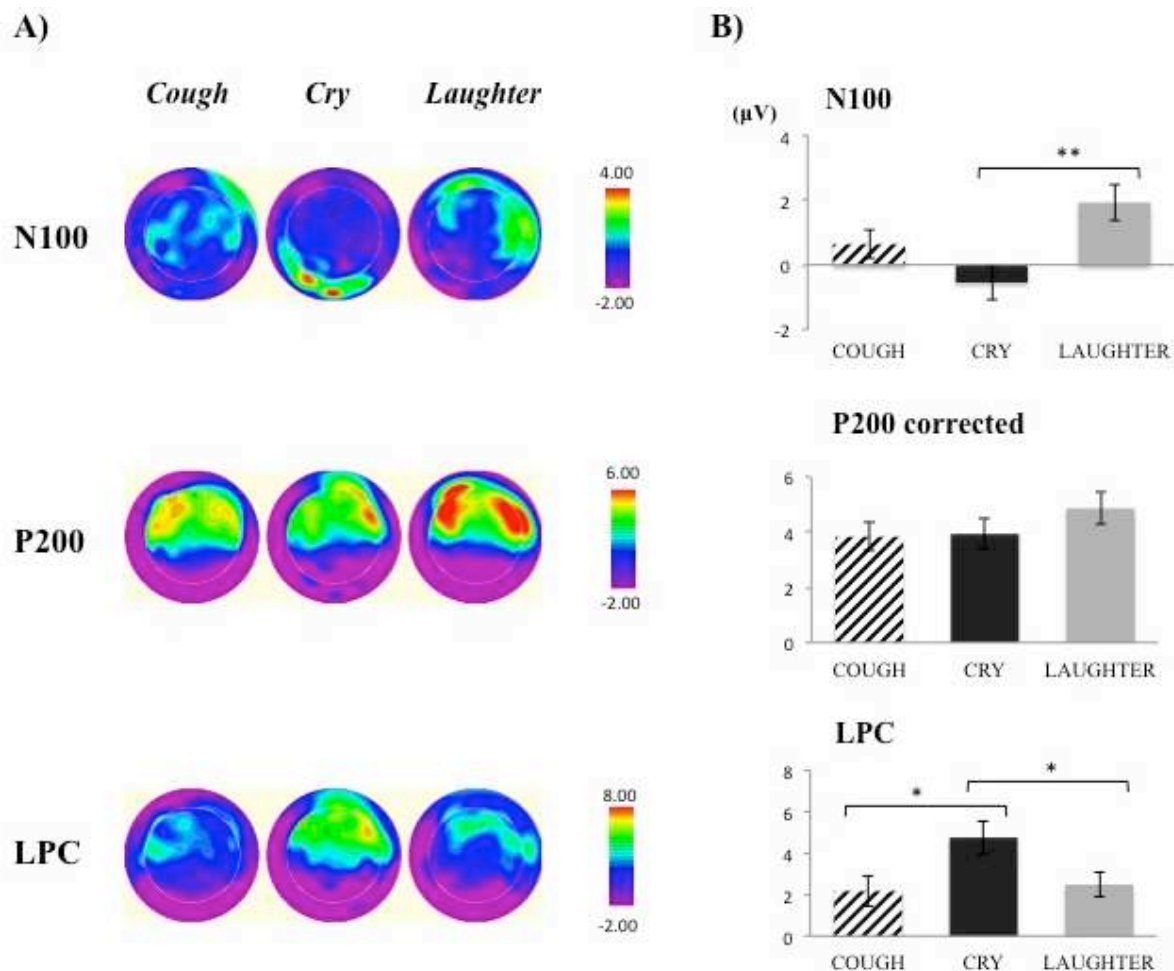 A)
Cough Cry Laughter
N100
4.00
-2.00
P200
6.00
-2.00
LPC
8.00
-2.00
B)
N100
(µV)
4
2
0
-2
**
COUGH CRY LAUGHTER
P200 corrected
6
4
2
0
COUGH CRY LAUGHTER
LPC
8
6
4
2
0
*
*
COUGH CRY LAUGHTER